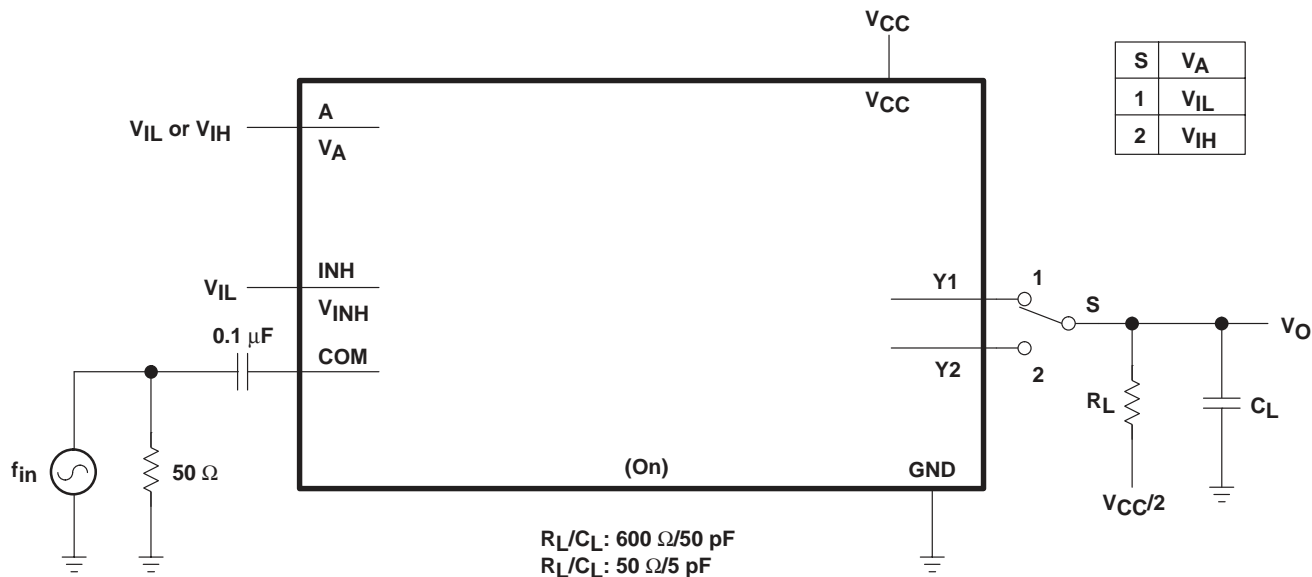 VCC
S VA
1 VIL
2 VIH
VCC
A
VIL or VIH
VA
INH
VIL
VINH
0.1 μF
COM
Y1
1
S
VO
Y2
2
RL
CL
fin
50 Ω
(On)
GND
VCC/2
RL/CL: 600 Ω/50 pF
RL/CL: 50 Ω/5 pF